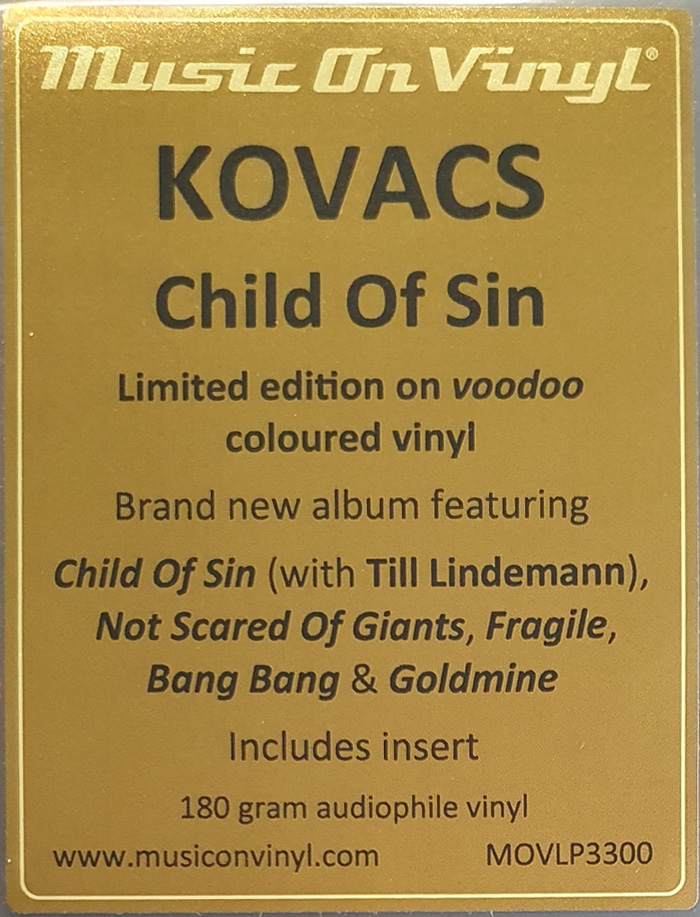 Music On Vinyl®
KOVACS
Child Of Sin
Limited edition on voodoo
coloured vinyl
Brand new album featuring
Child Of Sin (with Till Lindemann),
Not Scared Of Giants, Fragile,
Bang Bang & Goldmine
Includes insert
180 gram audiophile vinyl
www.musiconvinyl.com MOVLP3300